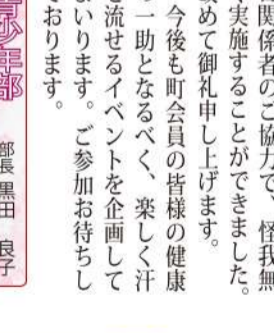 関係者のご協力で、怪我無
実施することができました。
改めて御礼申し上げます。
今後も町会員の皆様の健康
の一助となるべく、楽しく汗
を流せるイベントを企画して
まいります。ご参加お待ちし
ております。
青少年部
部長 黒田 良子